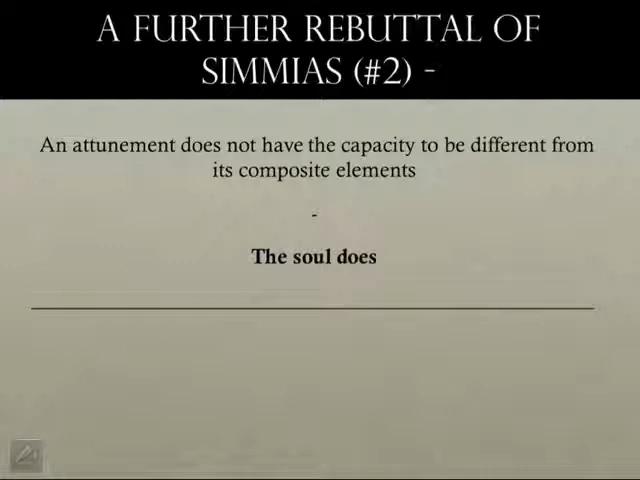 A FURTHER REBUTTAL OF
SIMMIAS (#2) -
An attunement does not have the capacity to be different from
its composite elements
-
The soul does